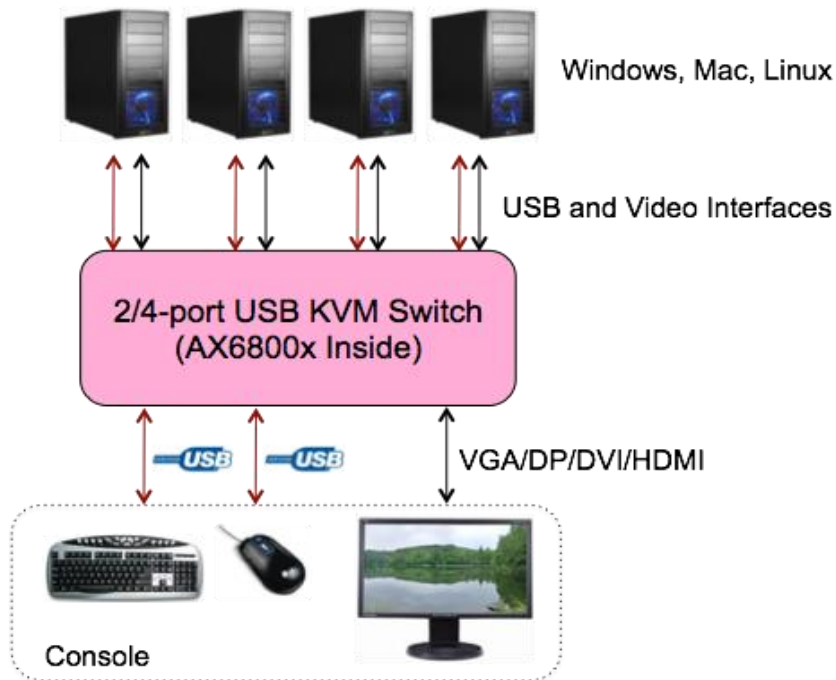 Windows, Mac, Linux
USB and Video Interfaces
2/4-port USB KVM Switch
(AX6800x Inside)
USB
USB
VGA/DP/DVI/HDMI
Console